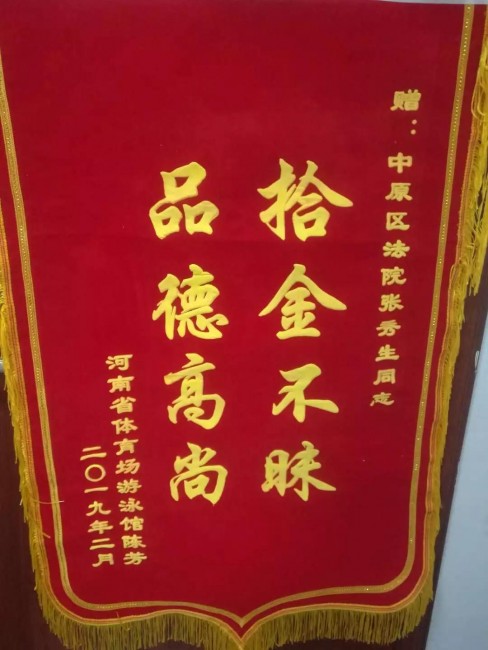 赠：中原区法院张秀生同志
拾金不昧
品德高尚
河南省体育场游泳馆陈芳
二〇一九年二月